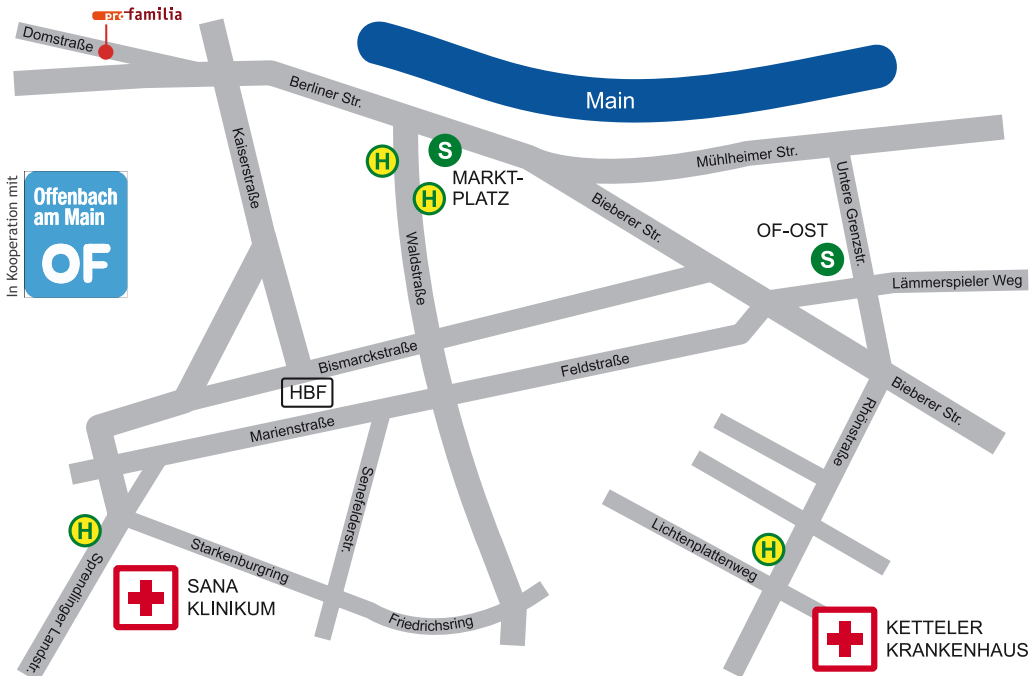 pro familia
Domstraße
Berliner Str.
Main
Kaiserstraße
In Kooperation mit
Offenbach
am Main
OF
H
S
MARKT-
PLATZ
H
Mühlheimer Str.
Bieberer Str.
Untere Grenzstr.
OF-OST
S
Waldstraße
Lämmerspieler Weg
Bismarckstraße
Feldstraße
HBF
Bieberer Str.
Marienstraße
Rhönstraße
Senefelderstr.
H
Sprendlinger Landstr.
Starkenburgring
Lichtenplattenweg
H
SANA
KLINIKUM
Friedrichsring
KETTELER
KRANKENHAUS